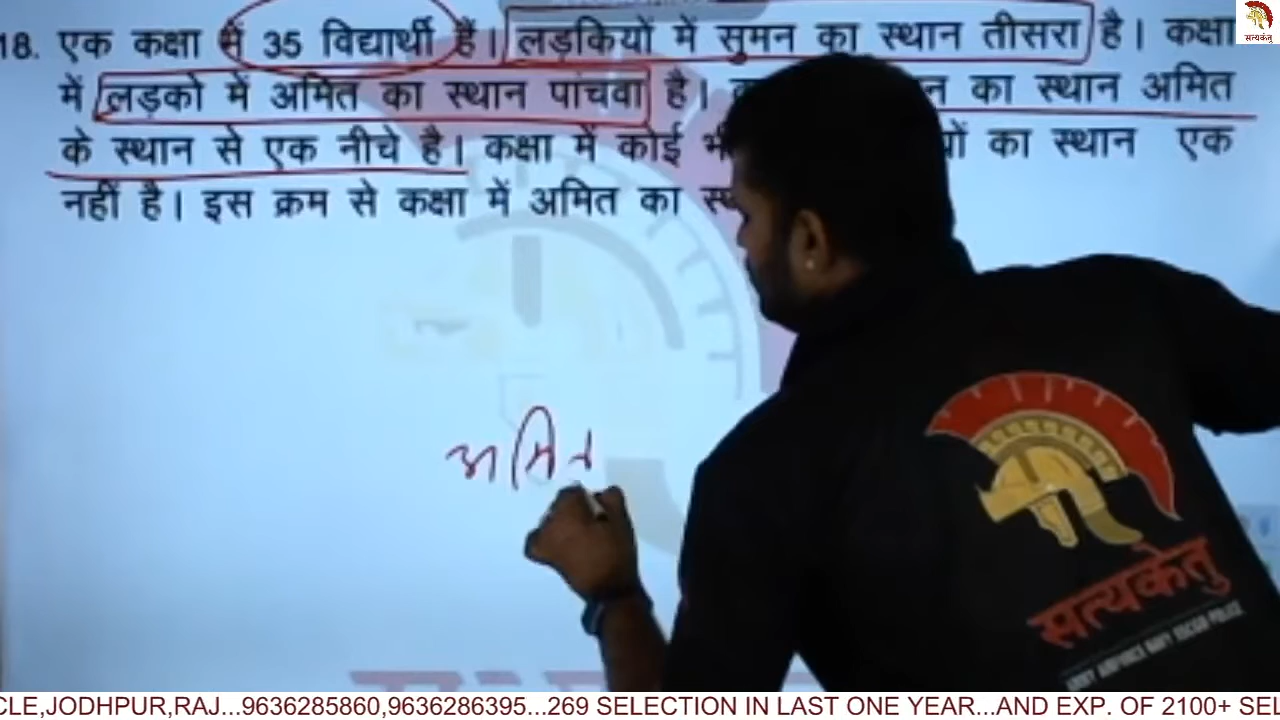 18. एक कक्षा में 35 विद्यार्थी हैं। लड़कियों में सुमन का स्थान तीसरा है। कक्षा
में लड़को में अमित का स्थान पांचवा है। का स्थान अमित
के स्थान से एक नीचे है। कक्षा में कोई का स्थान एक
नहीं है। इस क्रम से कक्षा में अमित का
अमित
सत्यकेतु
सत्यकेतु
CLE,JODHPUR,RAJ...9636285860,9636286395...269 SELECTION IN LAST ONE YEAR...AND EXP. OF 2100+ SEL